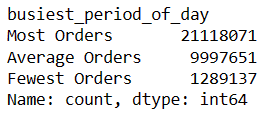 busiest_period_of_day
Most Orders 21118071
Average Orders 9997651
Fewest Orders 1289137
Name: count, dtype: int64